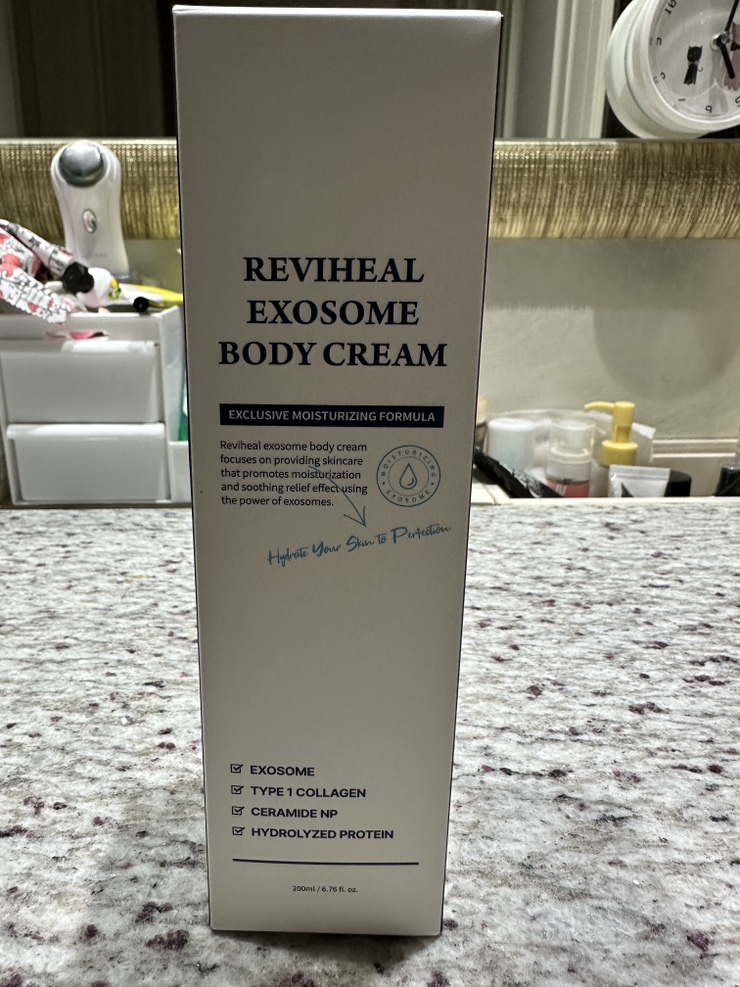 REVIHEAL
EXOSOME
BODY CREAM
EXCLUSIVE MOISTURIZING FORMULA
Reviheal exosome body cream
focuses on providing skincare
that promotes moisturization
and soothing relief effect using
the power of exosomes.
MOISTURIZING
EXOSOME
Hydrate Your Skin to Perfection
EXOSOME
TYPE 1 COLLAGEN
CERAMIDE NP
HYDROLYZED PROTEIN
200ml / 6.76 fl. oz.